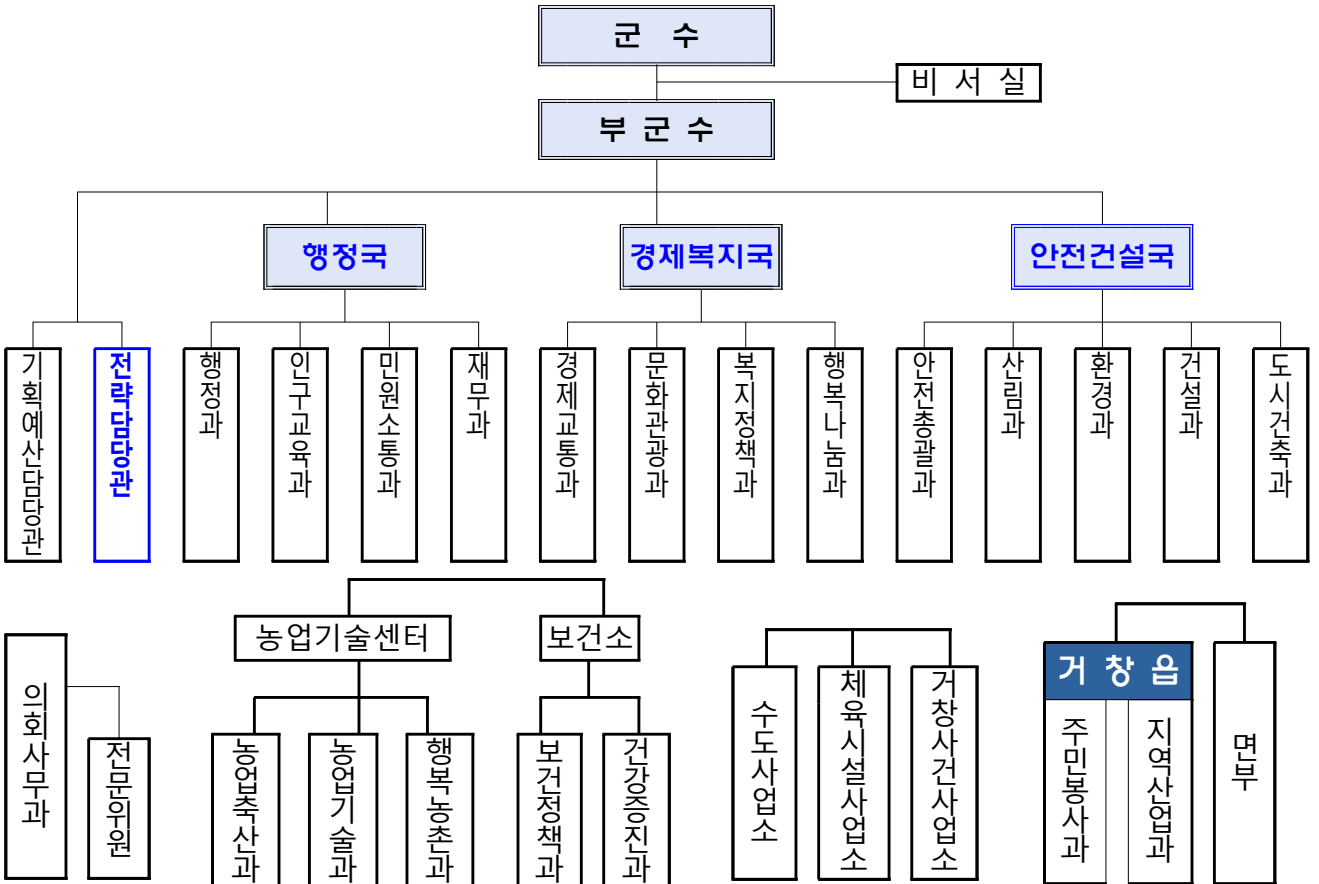 군 수
비 서 실
부 군 수
행정국
경제복지국
안전건설국
기획예산담당관
전략담당관
행정과
인구교육과
민원소통과
재무과
경제교통과
문화관광과
복지정책과
행복나눔과
안전총괄과
산림과
환경과
건설과
도시건축과
의회사무과
전문위원
농업기술센터
농업축산과
농업기술과
행복농촌과
보건소
보건정책과
건강증진과
수도사업소
체육시설사업소
거창사건사업소
거 창 읍
주민봉사과
지역산업과
면부